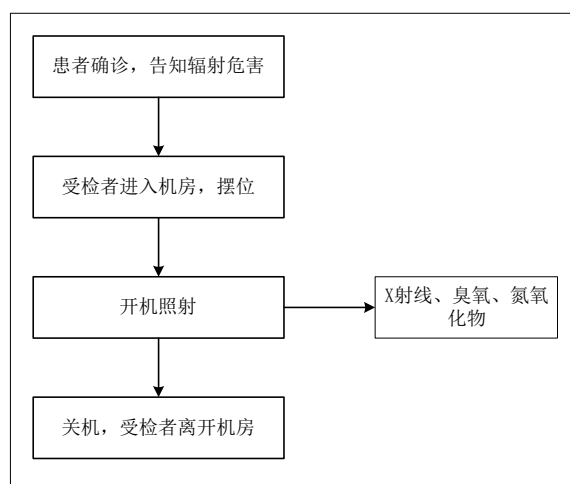 患者确诊，告知辐射危害
受检者进入机房，摆位
开机照射
X射线、臭氧、氮氧
化物
关机，受检者离开机房